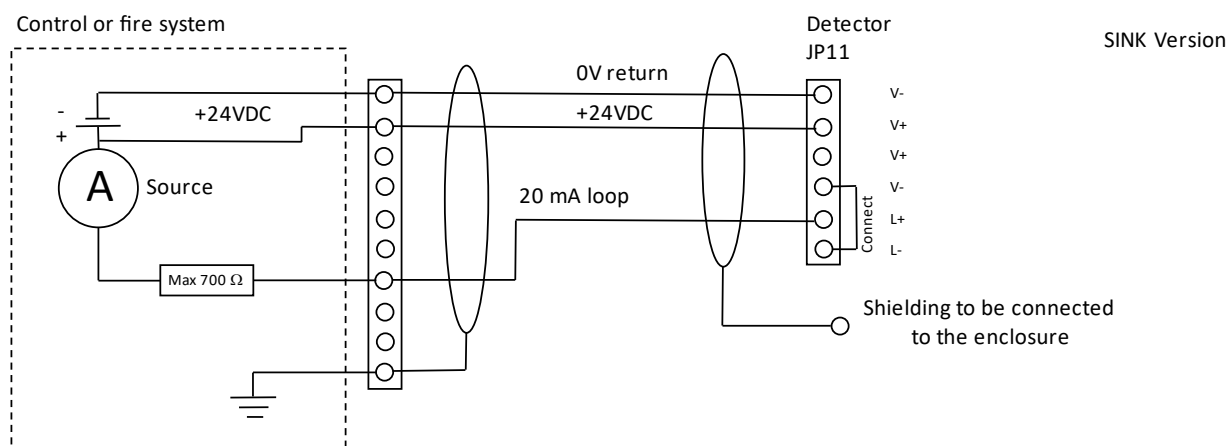 Control or fire system
Detector
JP11
SINK Version
0V return
-
+24VDC
+24VDC
+
A
Source
20 mA loop
Max 700 Ω
V-
V+
V+
V-
L+
L-
Connect
Shielding to be connected
to the enclosure